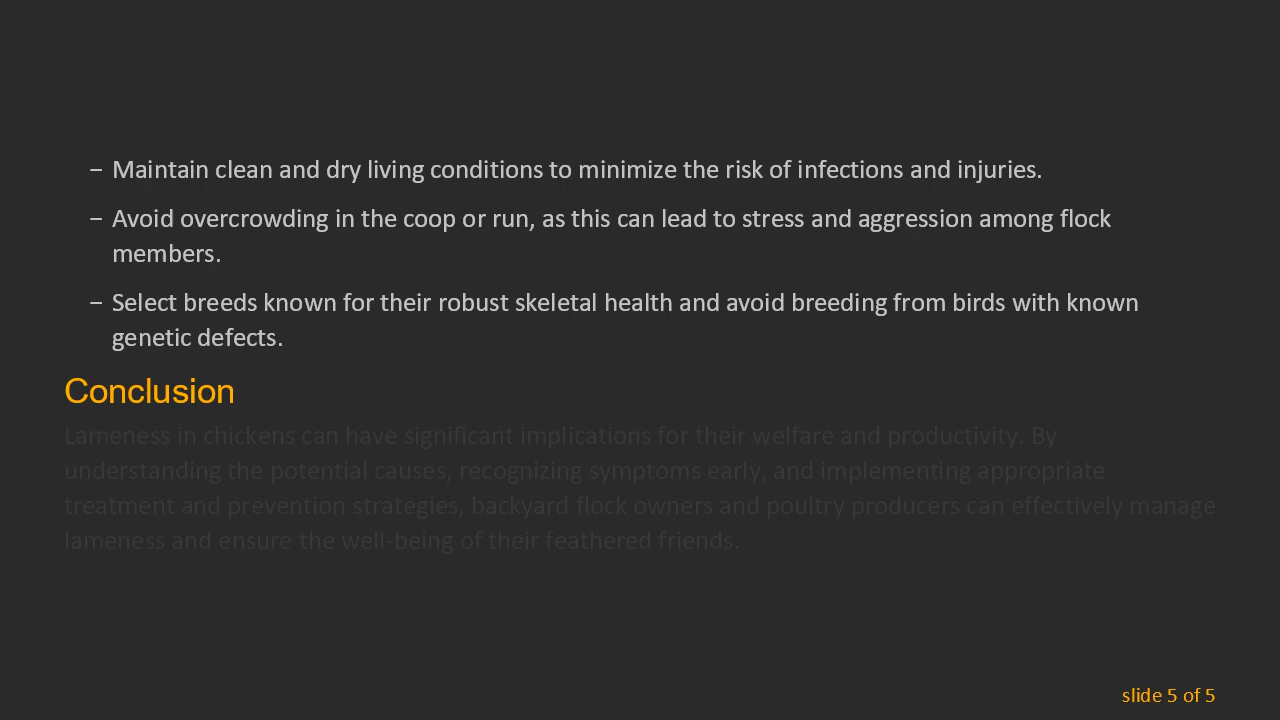 − Maintain clean and dry living conditions to minimize the risk of infections and injuries.
− Avoid overcrowding in the coop or run, as this can lead to stress and aggression among flock
members.
− Select breeds known for their robust skeletal health and avoid breeding from birds with known
genetic defects.
Conclusion
Lameness in chickens can have significant implications for their welfare and productivity. By
understanding the potential causes, recognizing symptoms early, and implementing appropriate
treatment and prevention strategies, backyard flock owners and poultry producers can effectively manage
lameness and ensure the well-being of their feathered friends.
slide 5 of 5